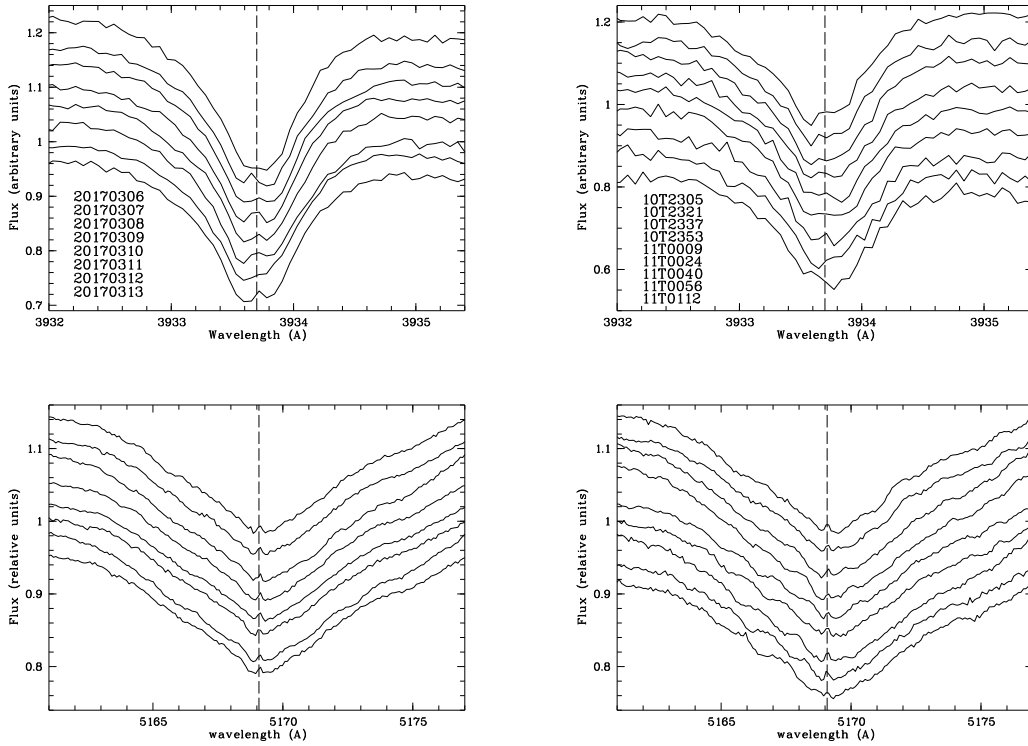 1.2
1.1
1
0.9
0.8
0.7
Flux (arbitrary units)
20170306
20170307
20170308
20170309
20170310
20170311
20170312
20170313
3932
3933
3934
3935
Wavelength (A)
1.2
1
0.8
0.6
Flux (arbitrary units)
10T2305
10T2321
10T2337
10T2353
11T0009
11T0024
11T0040
11T0056
11T0112
3932
3933
3934
3935
Wavelength (A)
1.1
1
0.9
0.8
Flux (relative units)
5165
5170
5175
wavelength (A)
1.1
1
0.9
0.8
Flux (relative units)
5165
5170
5175
wavelength (A)